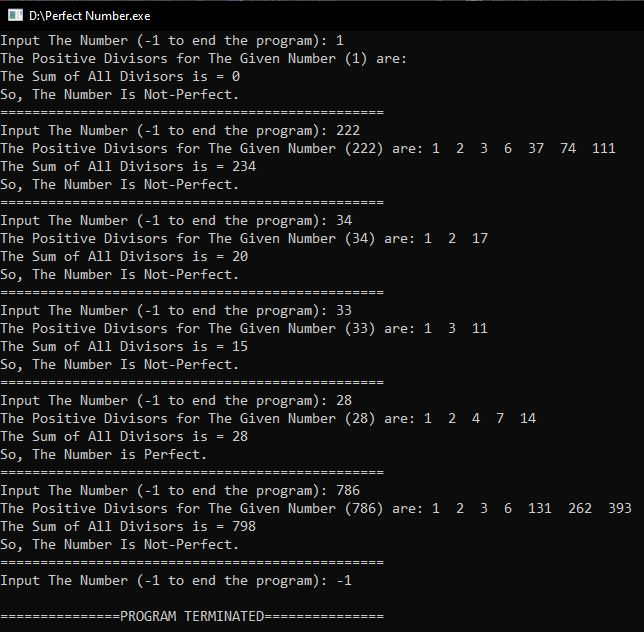 D:\Perfect Number.exe
Input The Number (-1 to end the program): 1
The Positive Divisors for The Given Number (1) are:
The Sum of All Divisors is = 0
So, The Number Is Not-Perfect.
================================================
Input The Number (-1 to end the program): 222
The Positive Divisors for The Given Number (222) are: 1  2  3  6  37  74  111
The Sum of All Divisors is = 234
So, The Number Is Not-Perfect.
================================================
Input The Number (-1 to end the program): 34
The Positive Divisors for The Given Number (34) are: 1  2  17
The Sum of All Divisors is = 20
So, The Number Is Not-Perfect.
================================================
Input The Number (-1 to end the program): 33
The Positive Divisors for The Given Number (33) are: 1  3  11
The Sum of All Divisors is = 15
So, The Number Is Not-Perfect.
================================================
Input The Number (-1 to end the program): 28
The Positive Divisors for The Given Number (28) are: 1  2  4  7  14
The Sum of All Divisors is = 28
So, The Number is Perfect.
================================================
Input The Number (-1 to end the program): 786
The Positive Divisors for The Given Number (786) are: 1  2  3  6  131  262  393
The Sum of All Divisors is = 798
So, The Number Is Not-Perfect.
================================================
Input The Number (-1 to end the program): -1
===============PROGRAM TERMINATED===============